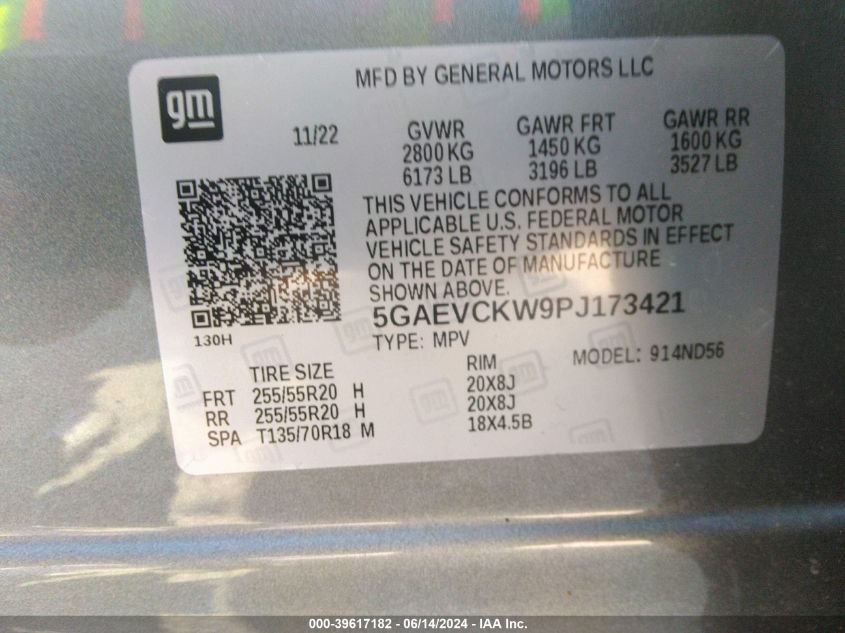 gm
MFD BY GENERAL MOTORS LLC
11/22
GVWR GAWR FRT GAWR RR
2800 KG 1450 KG 1600 KG
6173 LB 3196 LB 3527 LB
THIS VEHICLE CONFORMS TO ALL
APPLICABLE U.S. FEDERAL MOTOR
VEHICLE SAFETY STANDARDS IN EFFECT
ON THE DATE OF MANUFACTURE
SHOWN ABOVE.
5GAEVCKW9PJ173421
130H
TYPE: MPV MODEL: 914ND56
TIRE SIZE RIM
FRT 255/55R20 H 20X8J
RR 255/55R20 H 20X8J
SPA T135/70R18 M 18X4.5B
000-39617182 - 06/14/2024 - IAA Inc.